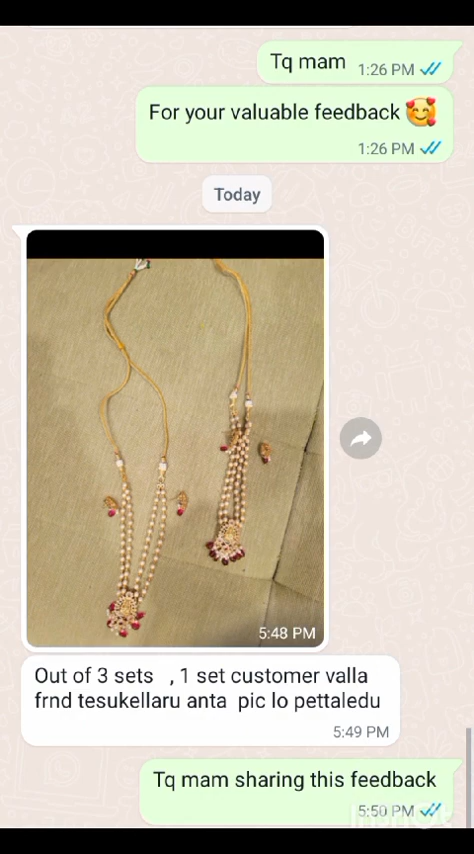 Tq mam
1:26 PM
For your valuable feedback 🥰
1:26 PM
Today
5:48 PM
Out of 3 sets , 1 set customer valla
frnd tesukellaru anta pic lo pettaledu
5:49 PM
Tq mam sharing this feedback
5:50 PM